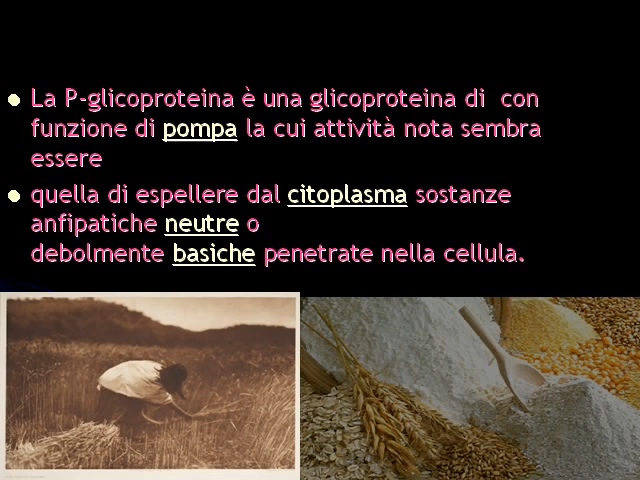 La P-glicoproteina è una glicoproteina di  con
funzione di pompa la cui attività nota sembra
essere
quella di espellere dal citoplasma sostanze
anfipatiche neutre o
debolmente basiche penetrate nella cellula.